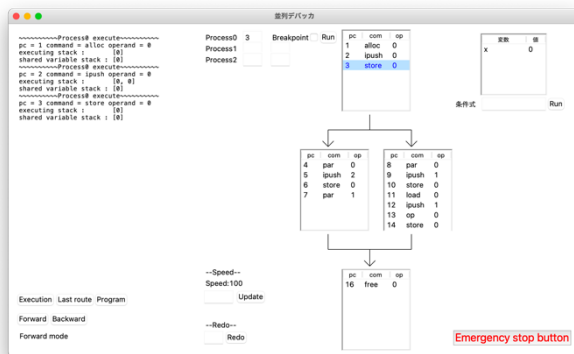 並列デバッカ
~~~~~~~~~~Process0 execute~~~~~~~~~~
pc = 1 command = alloc operand = 0
executing stack : [0]
shared variable stack : [0]
~~~~~~~~~~Process0 execute~~~~~~~~~~
pc = 2 command = ipush operand = 0
executing stack : [0, 0]
shared variable stack : [0]
~~~~~~~~~~Process0 execute~~~~~~~~~~
pc = 3 command = store operand = 0
executing stack : [0]
shared variable stack : [0]
Process0 3 Breakpoint Run
Process1
Process2
pc com op
1 alloc 0
2 ipush 0
3 store 0
変数 値
x 0
条件式 Run
pc com op
4 par 0
5 ipush 2
6 store 0
7 par 1
pc com op
8 par 0
9 ipush 1
10 store 0
11 load 0
12 ipush 1
13 op 0
14 store 0
pc com op
16 free 0
--Speed--
Speed:100
Update
--Redo--
Redo
Execution Last route Program
Forward Backward
Forward mode
Emergency stop button